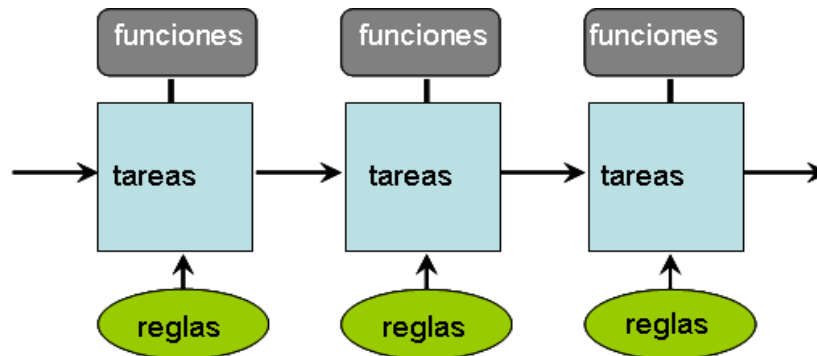 funciones
funciones
funciones
tareas
tareas
tareas
reglas
reglas
reglas